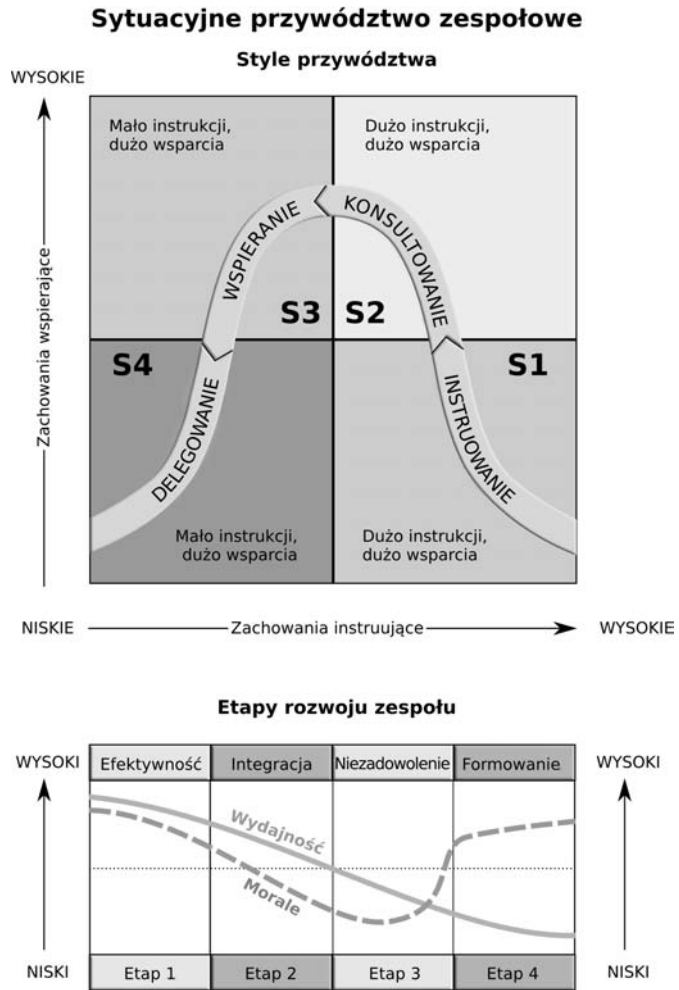 Sytuacyjne przywództwo zespołowe
Style przywództwa
WYSOKIE
Mało instrukcji,
dużo wsparcia
Dużo instrukcji,
dużo wsparcia
WSPIERANIE
KONSULTOWANIE
S3
S2
S4
S1
Zachowania wspierające
DELEGOWANIE
INSTRUOWANIE
Mało instrukcji,
dużo wsparcia
Dużo instrukcji,
dużo wsparcia
NISKIE
Zachowania instruujące
WYSOKIE
Etapy rozwoju zespołu
WYSOKI
Efektywność
Integracja
Niezadowolenie
Formowanie
WYSOKI
Wydajność
Morale
NISKI
Etap 1
Etap 2
Etap 3
Etap 4
NISKI